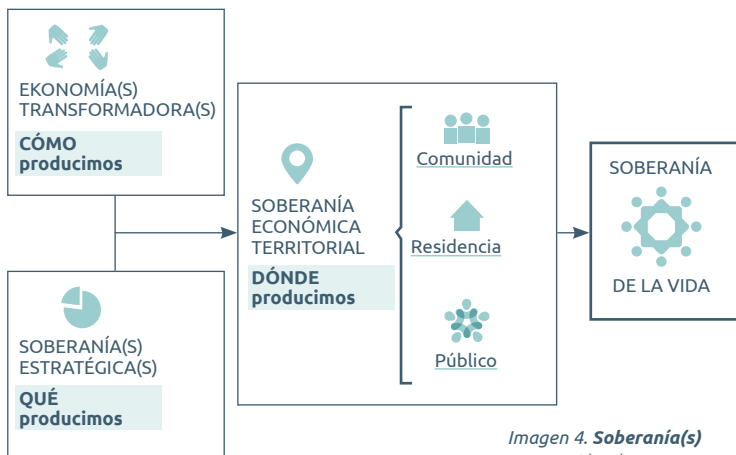 EKONOMÍA(S)
TRANSFORMADORA(S)
CÓMO
producimos
SOBERANÍA(S)
ESTRATÉGICA(S)
QUÉ
producimos
SOBERANÍA
ECONÓMICA
TERRITORIAL
DÓNDE
producimos
Comunidad
Residencia
Público
SOBERANÍA
DE LA VIDA
Imagen 4. Soberanía(s)